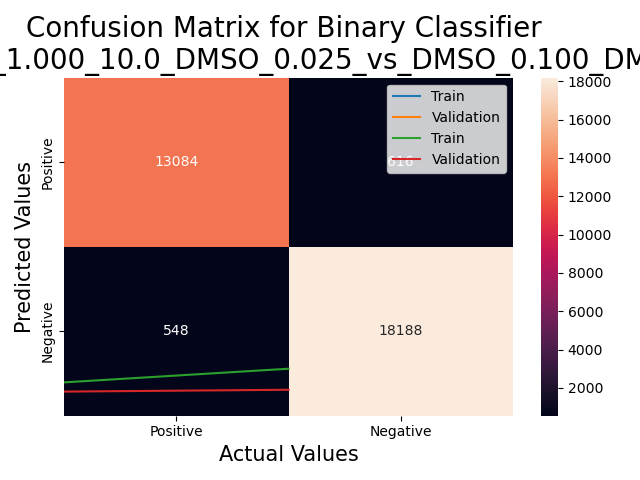 Confusion Matrix for Binary Classifier
_1.000_10.0_DMSO_0.025_vs_DMSO_0.100_DM
Train
Validation
Train
Validation
13084
548
18188
Positive
Negative
Predicted Values
Positive
Negative
Actual Values
18000
16000
14000
12000
10000
8000
6000
4000
2000